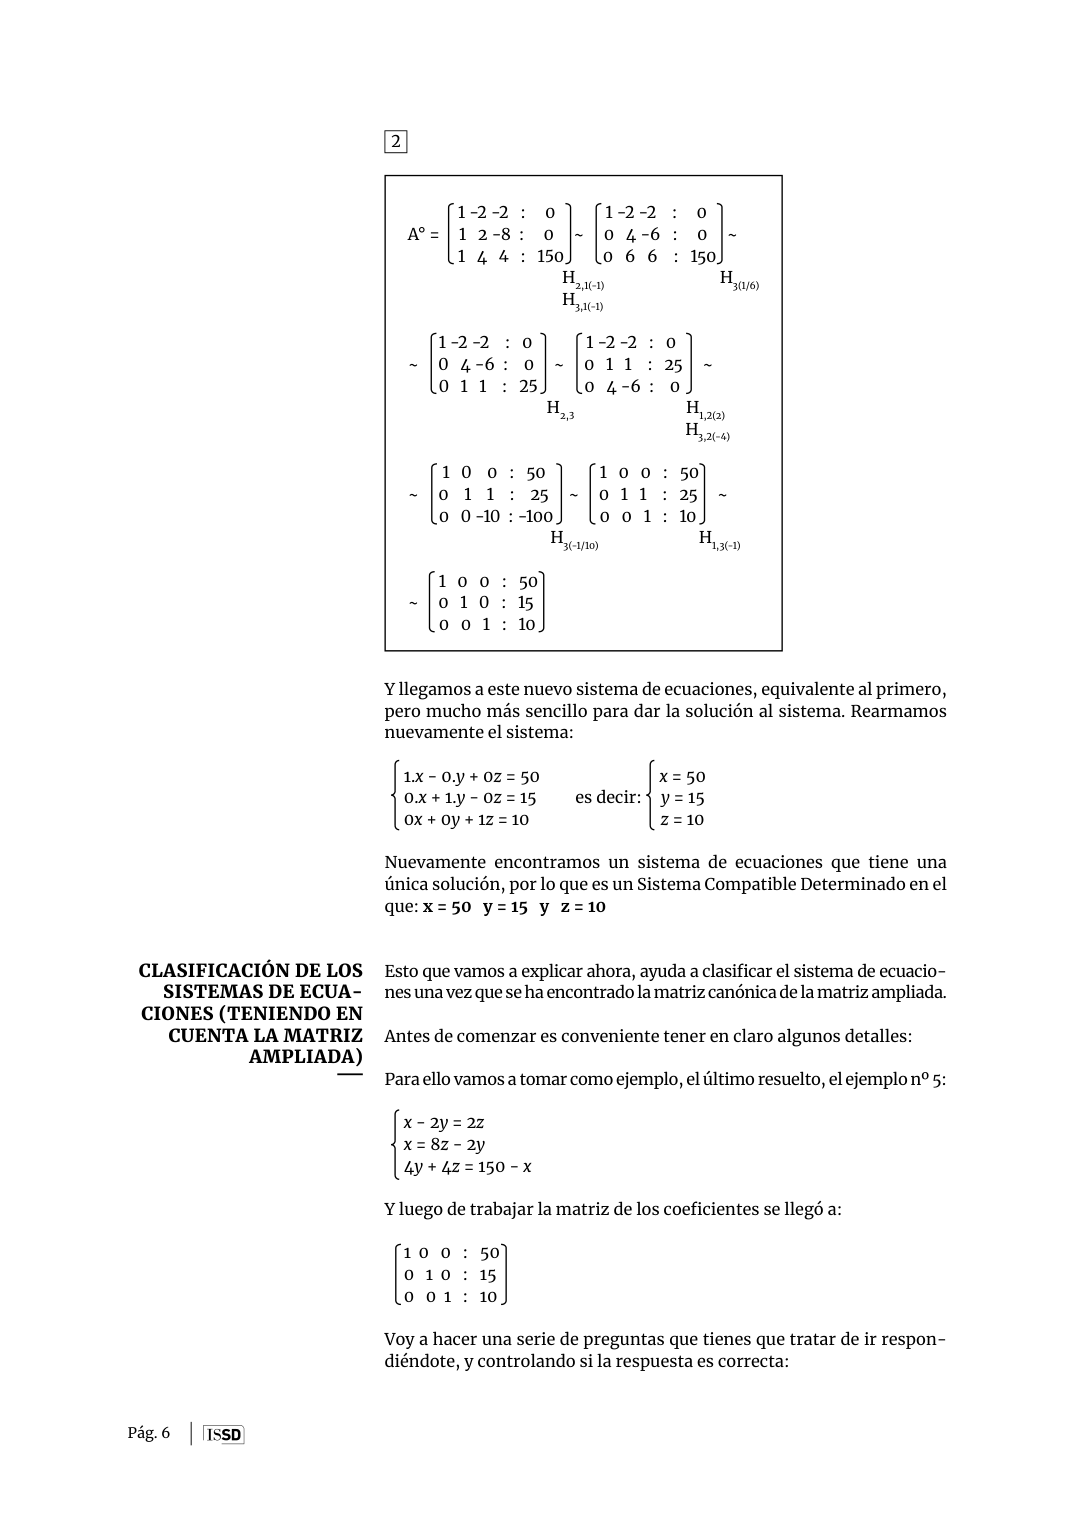 2
A° = [1 -2 -2 : 0] ~ [1 -2 -2 : 0] ~
[1 2 -8 : 0] [0 4 -6 : 0]
[1 4 4 : 150] [0 6 6 : 150]
H2,1(-1) H3(1/6)
H3,1(-1)
~ [1 -2 -2 : 0] ~ [1 -2 -2 : 0] ~
[0 4 -6 : 0] [0 1 1 : 25]
[0 1 1 : 25] [0 4 -6 : 0]
H2,3 H1,2(2)
H3,2(-4)
~ [1 0 0 : 50] ~ [1 0 0 : 50] ~
[0 1 1 : 25] [0 1 1 : 25]
[0 0 -10 : -100] [0 0 1 : 10]
H3(-1/10) H1,3(-1)
~ [1 0 0 : 50]
[0 1 0 : 15]
[0 0 1 : 10]
Y llegamos a este nuevo sistema de ecuaciones, equivalente al primero,
pero mucho más sencillo para dar la solución al sistema. Rearmamos
nuevamente el sistema:
1.x - 0.y + 0z = 50 x = 50
0.x + 1.y - 0z = 15 es decir: y = 15
0x + 0y + 1z = 10 z = 10
Nuevamente encontramos un sistema de ecuaciones que tiene una
única solución, por lo que es un Sistema Compatible Determinado en el
que: x = 50 y = 15 y z = 10
CLASIFICACIÓN DE LOS
SISTEMAS DE ECUA-
CIONES (TENIENDO EN
CUENTA LA MATRIZ
AMPLIADA)
Esto que vamos a explicar ahora, ayuda a clasificar el sistema de ecuacio-
nes una vez que se ha encontrado la matriz canónica de la matriz ampliada.
Antes de comenzar es conveniente tener en claro algunos detalles:
Para ello vamos a tomar como ejemplo, el último resuelto, el ejemplo nº 5:
x - 2y = 2z
x = 8z - 2y
4y + 4z = 150 - x
Y luego de trabajar la matriz de los coeficientes se llegó a:
[1 0 0 : 50]
[0 1 0 : 15]
[0 0 1 : 10]
Voy a hacer una serie de preguntas que tienes que tratar de ir respon-
diéndote, y controlando si la respuesta es correcta:
Pág. 6 ISSD